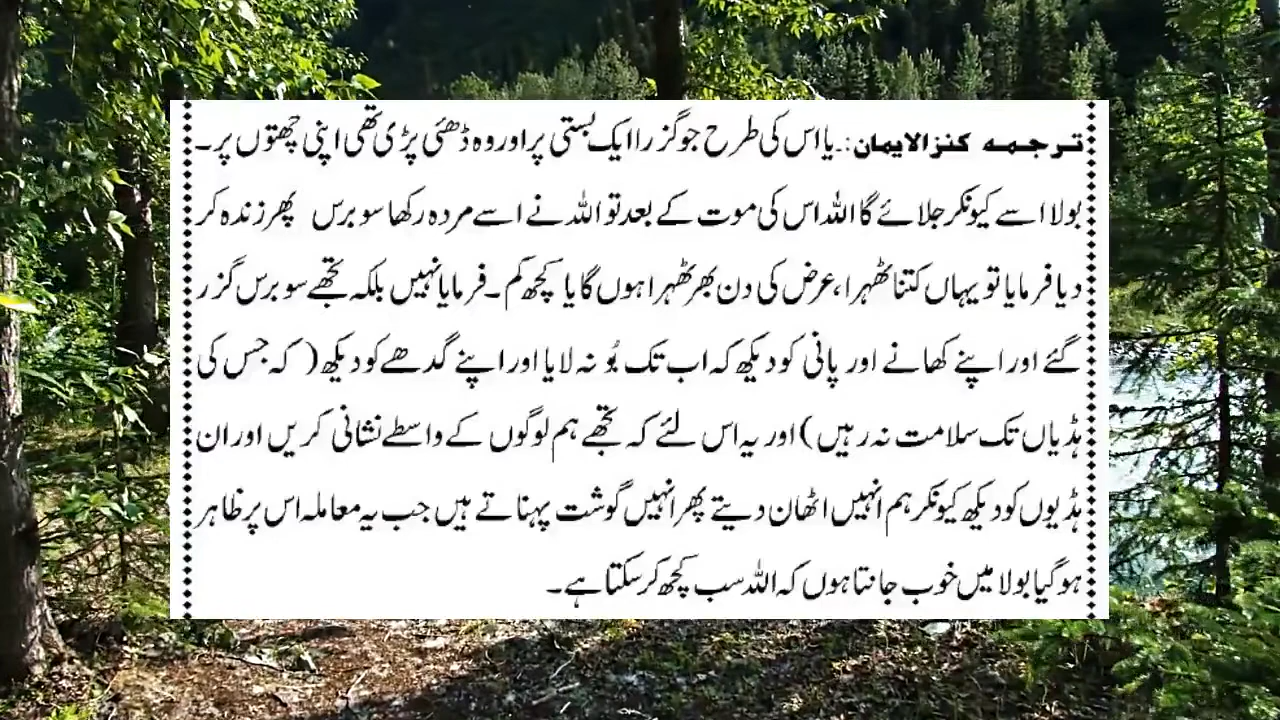 ترجمہ کنزالایمان:۔ یا اس کی طرح جو گزرا ایک بستی پر اور وہ ڈھئی پڑی تھی اپنی چھتوں پر۔
بولا اسے کیونکر جلائے گا اللہ اس کی موت کے بعد تو اللہ نے اسے مردہ رکھا سو برس پھر زندہ کر
دیا فرمایا تو یہاں کتنا ٹھہرا، عرض کی دن بھر ٹھہرا ہوں گا یا کچھ کم۔ فرمایا نہیں بلکہ تجھے سو برس گزر
گئے اور اپنے کھانے اور پانی کو دیکھ کہ اب تک بُو نہ لایا اور اپنے گدھے کو دیکھ (کہ جس کی
ہڈیاں تک سلامت نہ رہیں) اور یہ اس لئے کہ تجھے ہم لوگوں کے واسطے نشانی کریں اور ان
ہڈیوں کو دیکھ کیونکر ہم انہیں اٹھان دیتے پھر انہیں گوشت پہناتے ہیں جب یہ معاملہ اس پر ظاہر
ہو گیا بولا میں خوب جانتا ہوں کہ اللہ سب کچھ کر سکتا ہے۔